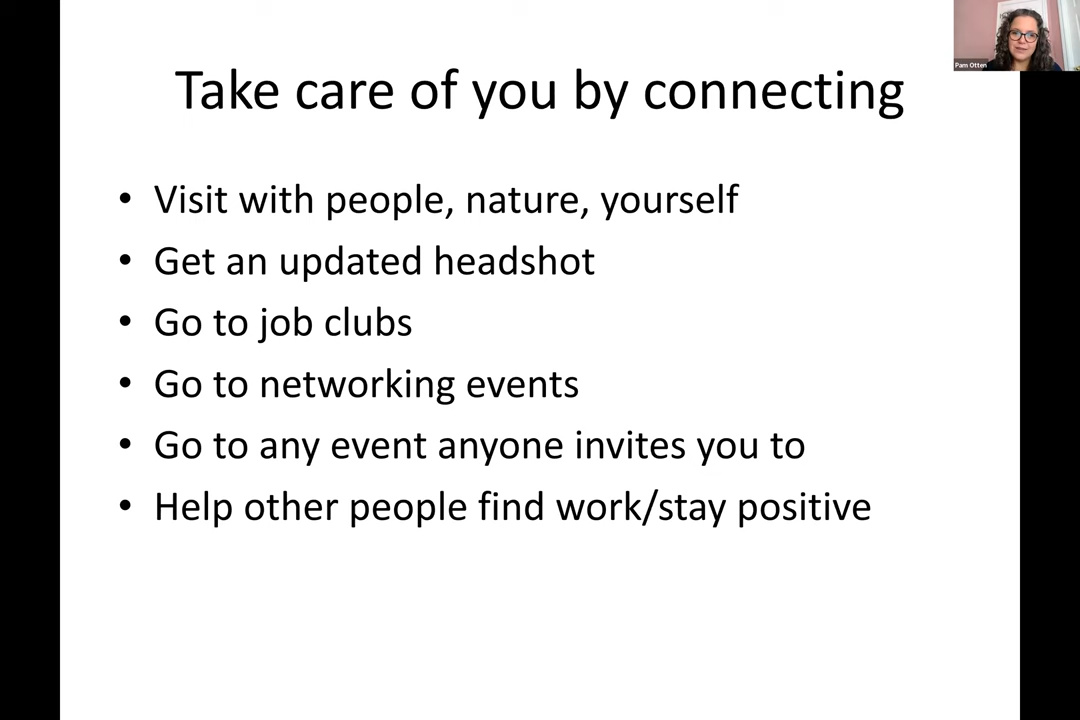 Pam Otten
Take care of you by connecting
• Visit with people, nature, yourself
• Get an updated headshot
• Go to job clubs
• Go to networking events
• Go to any event anyone invites you to
• Help other people find work/stay positive